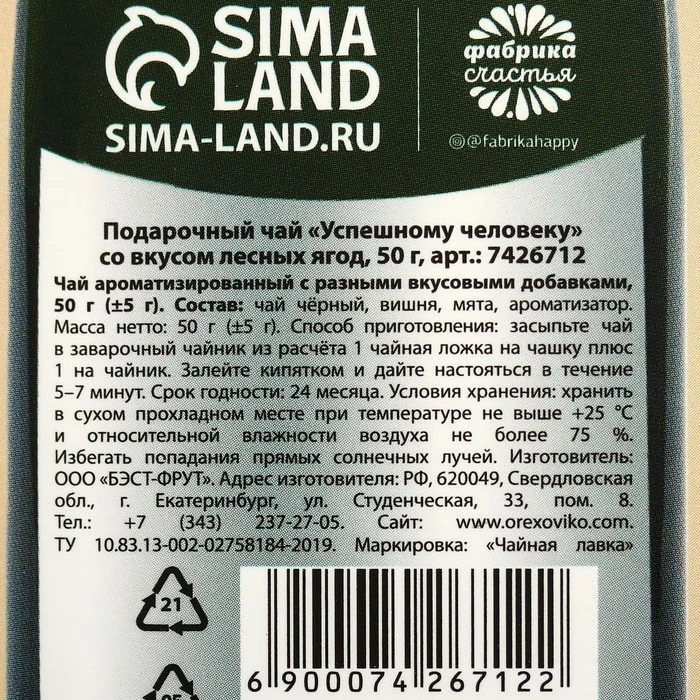 SIMA
LAND
SIMA-LAND.RU
фабрика
счастья
@fabrikahappy
Подарочный чай «Успешному человеку»
со вкусом лесных ягод, 50 г, арт.: 7426712
Чай ароматизированный с разными вкусовыми добавками,
50 г (±5 г). Состав: чай чёрный, вишня, мята, ароматизатор.
Масса нетто: 50 г (±5 г). Способ приготовления: засыпьте чай
в заварочный чайник из расчёта 1 чайная ложка на чашку плюс
1 на чайник. Залейте кипятком и дайте настояться в течение
5–7 минут. Срок годности: 24 месяца. Условия хранения: хранить
в сухом прохладном месте при температуре не выше +25 °С
и относительной влажности воздуха не более 75 %.
Избегать попадания прямых солнечных лучей. Изготовитель:
ООО «БЭСТ-ФРУТ». Адрес изготовителя: РФ, 620049, Свердловская
обл., г. Екатеринбург, ул. Студенческая, 33, пом. 8.
Тел.: +7 (343) 237-27-05. Сайт: www.orexoviko.com.
ТУ 10.83.13-002-02758184-2019. Маркировка: «Чайная лавка»
21
6 900074 267122